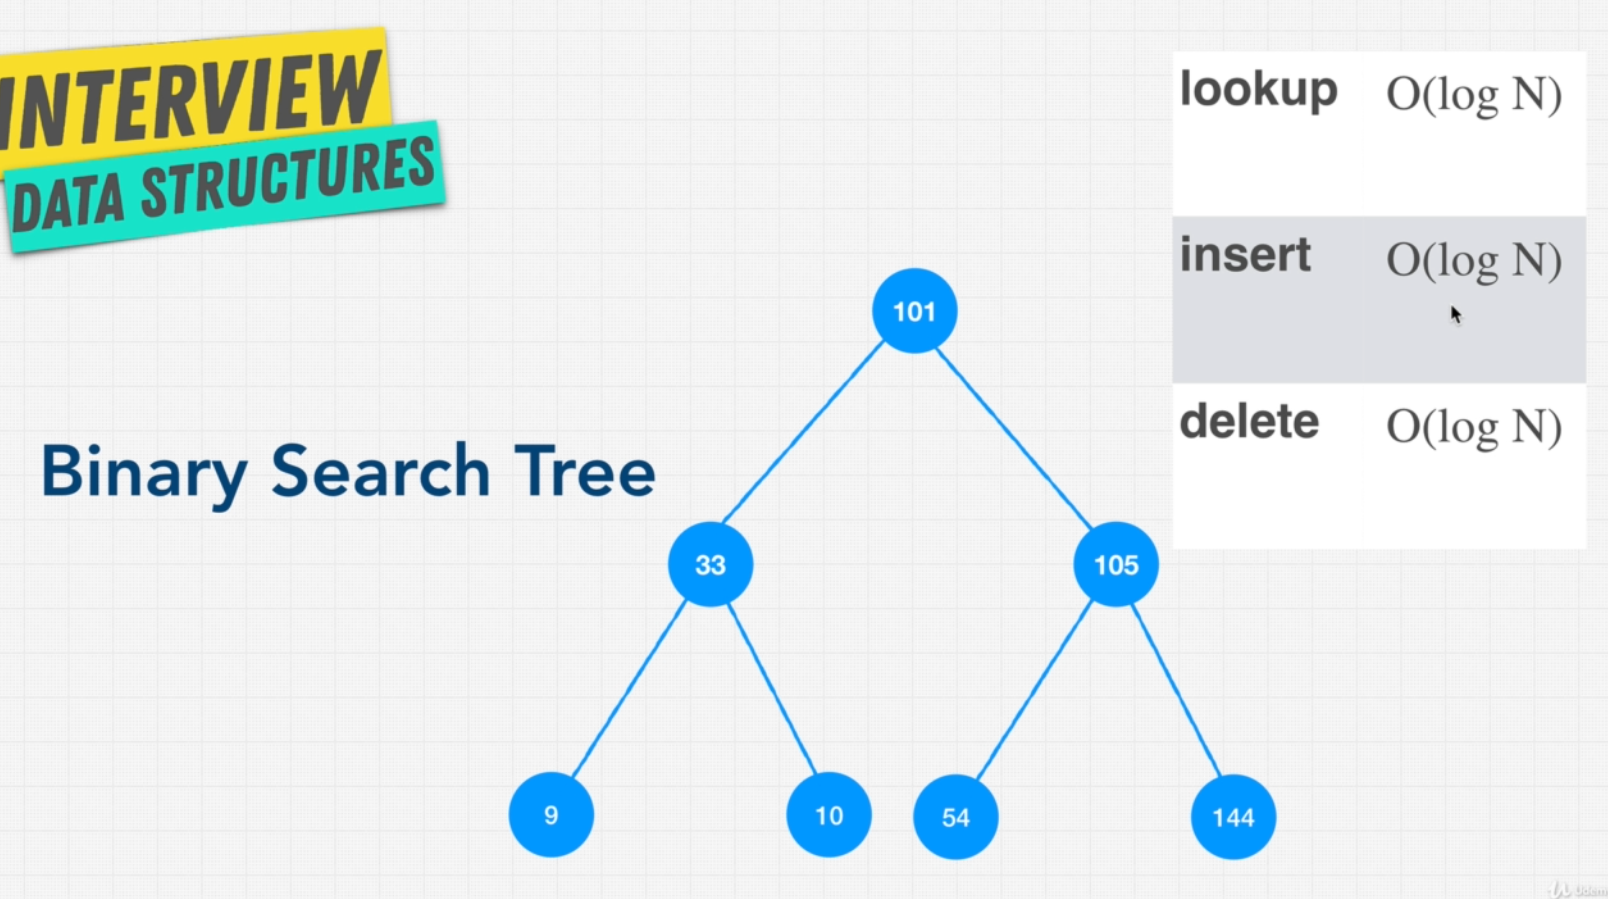 INTERVIEW
DATA STRUCTURES
lookup O(log N)
insert O(log N)
delete O(log N)
Binary Search Tree
101
33 105
9 10 54 144